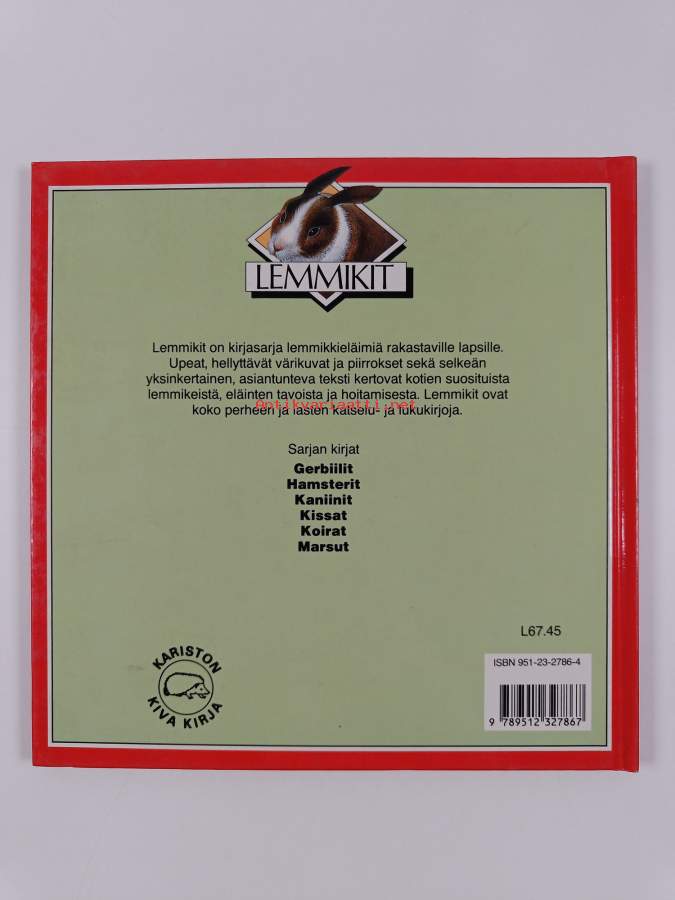 LEMMIKIT
Lemmikit on kirjasarja lemmikkieläimiä rakastaville lapsille.
Upeat, hellyttävät värikuvat ja piirrokset sekä selkeän
yksinkertainen, asiantunteva teksti kertovat kotien suosituista
lemmikeistä, eläinten tavoista ja hoitamisesta. Lemmikit ovat
Antikvariaatti.net
koko perheen ja lasten katselu- ja lukukirjoja.
Sarjan kirjat
Gerbiilit
Hamsterit
Kaniinit
Kissat
Koirat
Marsut
L67.45
ISBN 951-23-2786-4
9 789512 327867
KARISTON
KIVA KIRJA